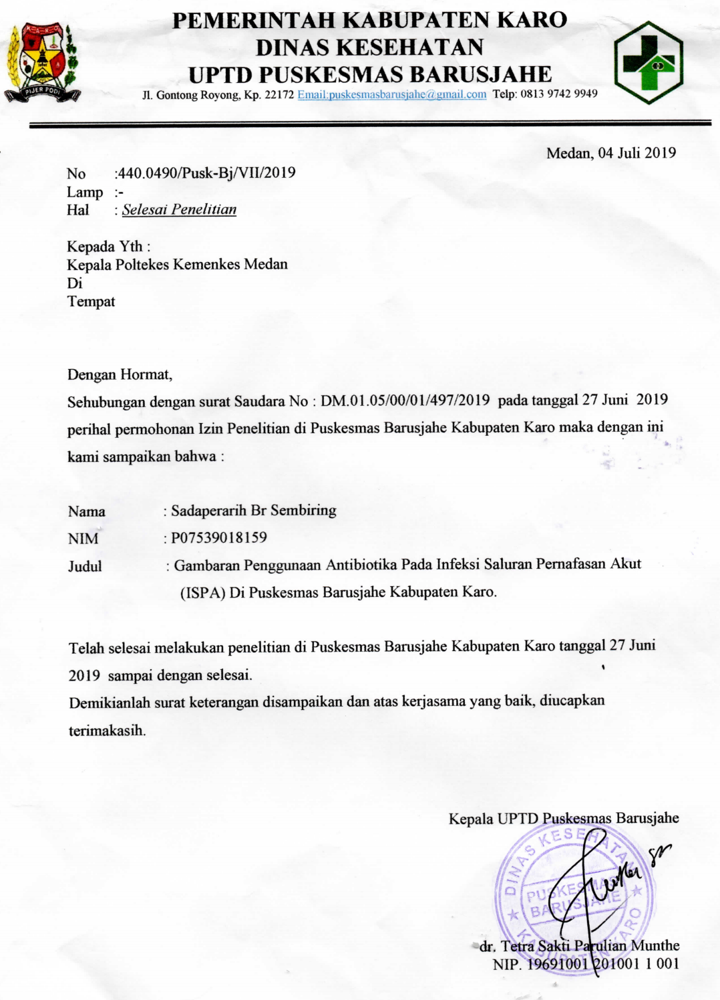 PEMERINTAH KABUPATEN KARO
DINAS KESEHATAN
UPTD PUSKESMAS BARUSJAHE
Jl. Gontong Royong, Kp. 22172 Email:puskesmasbarusjahe@gmail.com Telp: 0813 9742 9949
KARO
PIJER PODI
Medan, 04 Juli 2019
No :440.0490/Pusk-Bj/VII/2019
Lamp :-
Hal : Selesai Penelitian
Kepada Yth :
Kepala Poltekes Kemenkes Medan
Di
Tempat
Dengan Hormat,
Sehubungan dengan surat Saudara No : DM.01.05/00/01/497/2019 pada tanggal 27 Juni 2019
perihal permohonan Izin Penelitian di Puskesmas Barusjahe Kabupaten Karo maka dengan ini
kami sampaikan bahwa :
Nama : Sadaperarih Br Sembiring
NIM : P07539018159
Judul : Gambaran Penggunaan Antibiotika Pada Infeksi Saluran Pernafasan Akut
(ISPA) Di Puskesmas Barusjahe Kabupaten Karo.
Telah selesai melakukan penelitian di Puskesmas Barusjahe Kabupaten Karo tanggal 27 Juni
2019 sampai dengan selesai.
Demikianlah surat keterangan disampaikan dan atas kerjasama yang baik, diucapkan
terimakasih.
Kepala UPTD Puskesmas Barusjahe
DINAS KESEHATAN
PUSKESMAS
BARUSJAHE
KABUPATEN KARO
dr. Tetra Sakti Parulian Munthe
NIP. 19691001 201001 1 001